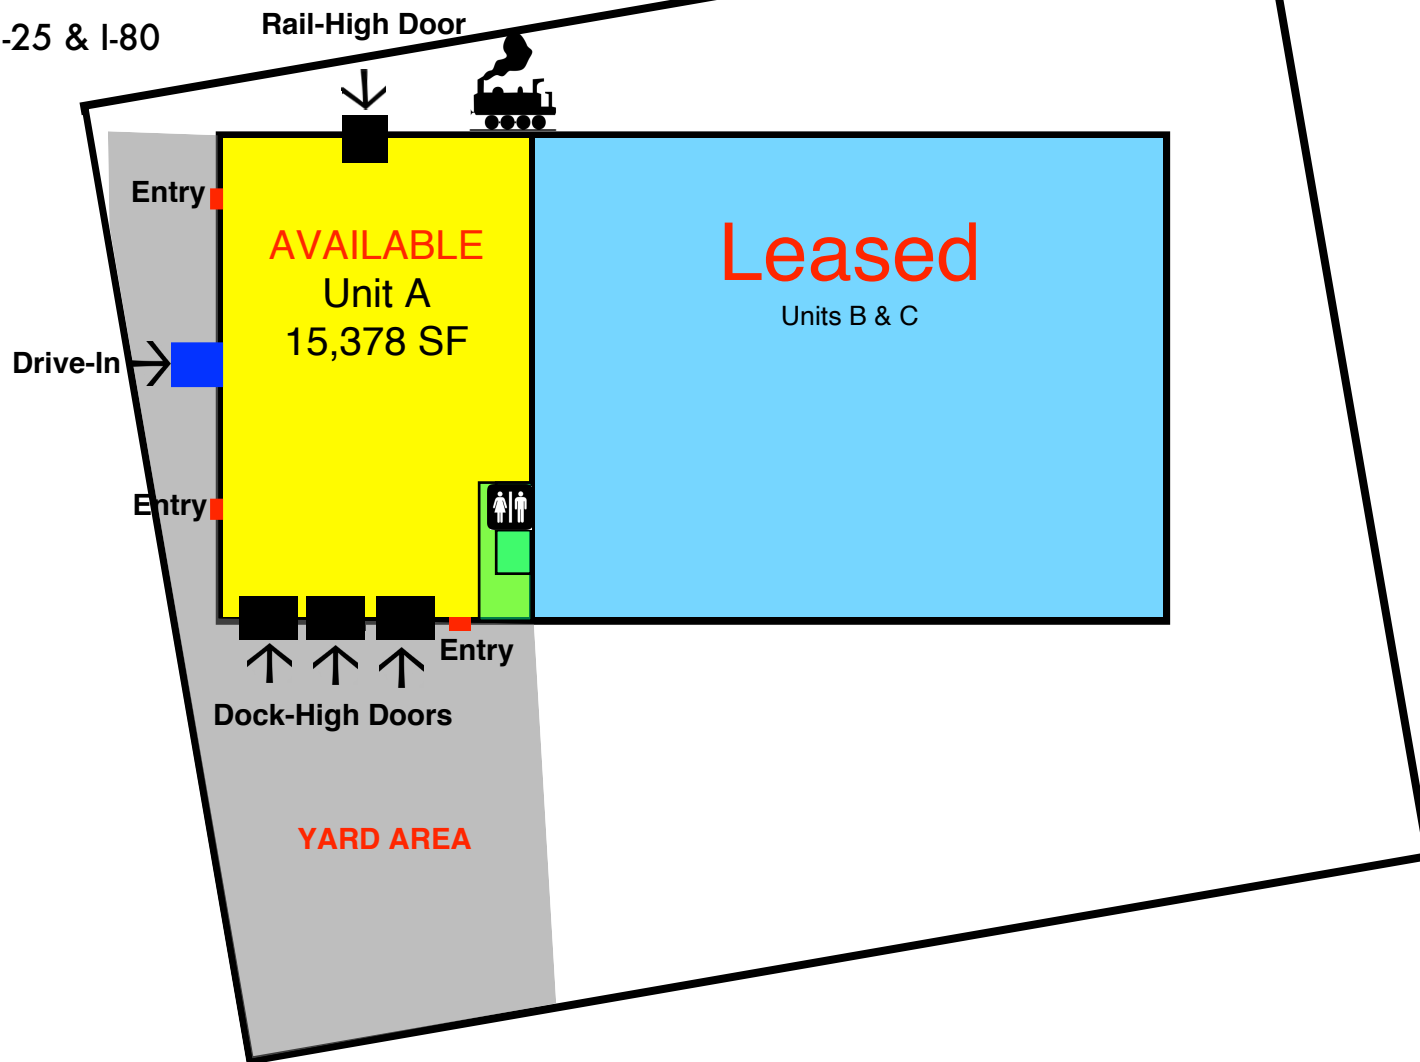 Rail-High Door
-25 & I-80
Entry
AVAILABLE
Unit A
15,378 SF
Leased
Units B & C
Drive-In
Entry
Entry
Dock-High Doors
YARD AREA